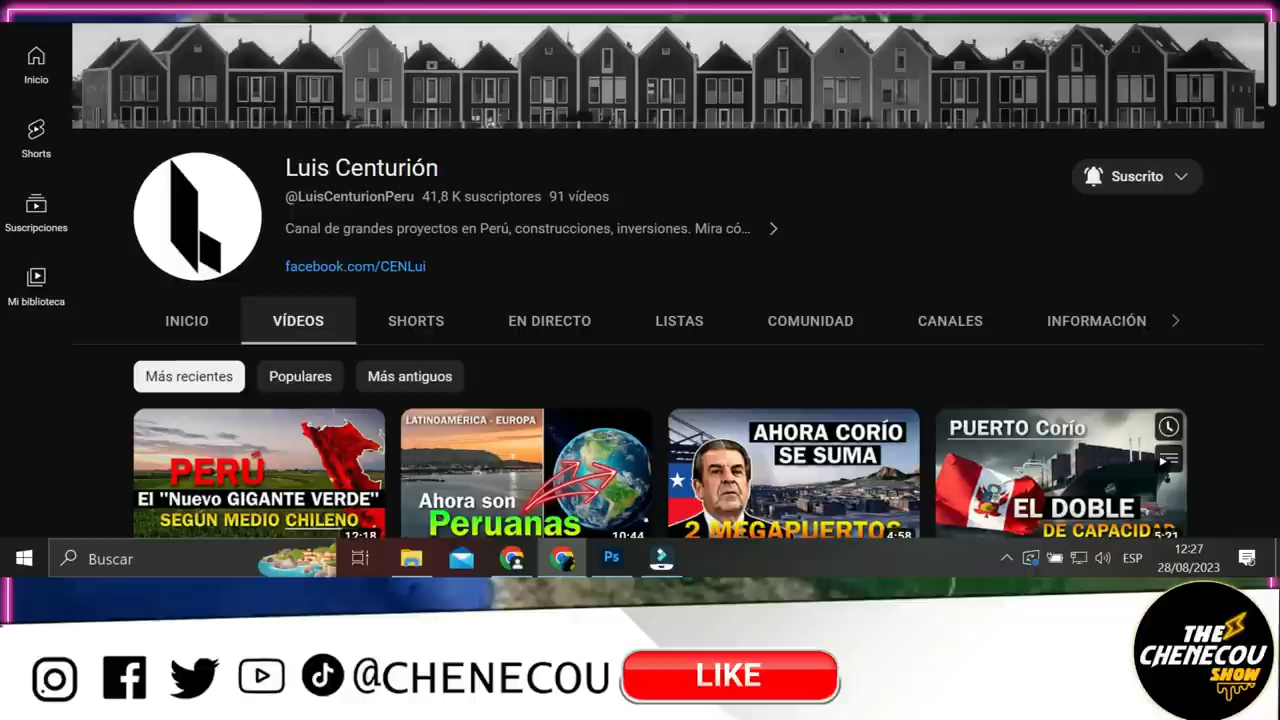 Inicio
Shorts
Suscripciones
Mi biblioteca
Luis Centurión
@LuisCenturionPeru 41,8 K suscriptores 91 vídeos
Canal de grandes proyectos en Perú, construcciones, inversiones. Mira có...
facebook.com/CENLui
Suscrito
INICIO VÍDEOS SHORTS EN DIRECTO LISTAS COMUNIDAD CANALES INFORMACIÓN
Más recientes Populares Más antiguos
PERÚ
El "Nuevo GIGANTE VERDE"
SEGÚN MEDIO CHILENO
12:18
LATINOAMÉRICA - EUROPA
Ahora son
Peruanas
10:44
AHORA CORÍO
SE SUMA
2 MEGAPUERTOS
4:58
PUERTO Corío
EL DOBLE
DE CAPACIDAD
5:21
Buscar
Ps
ESP
12:27
28/08/2023
@CHENECOU
LIKE
THE
CHENECOU
SHOW